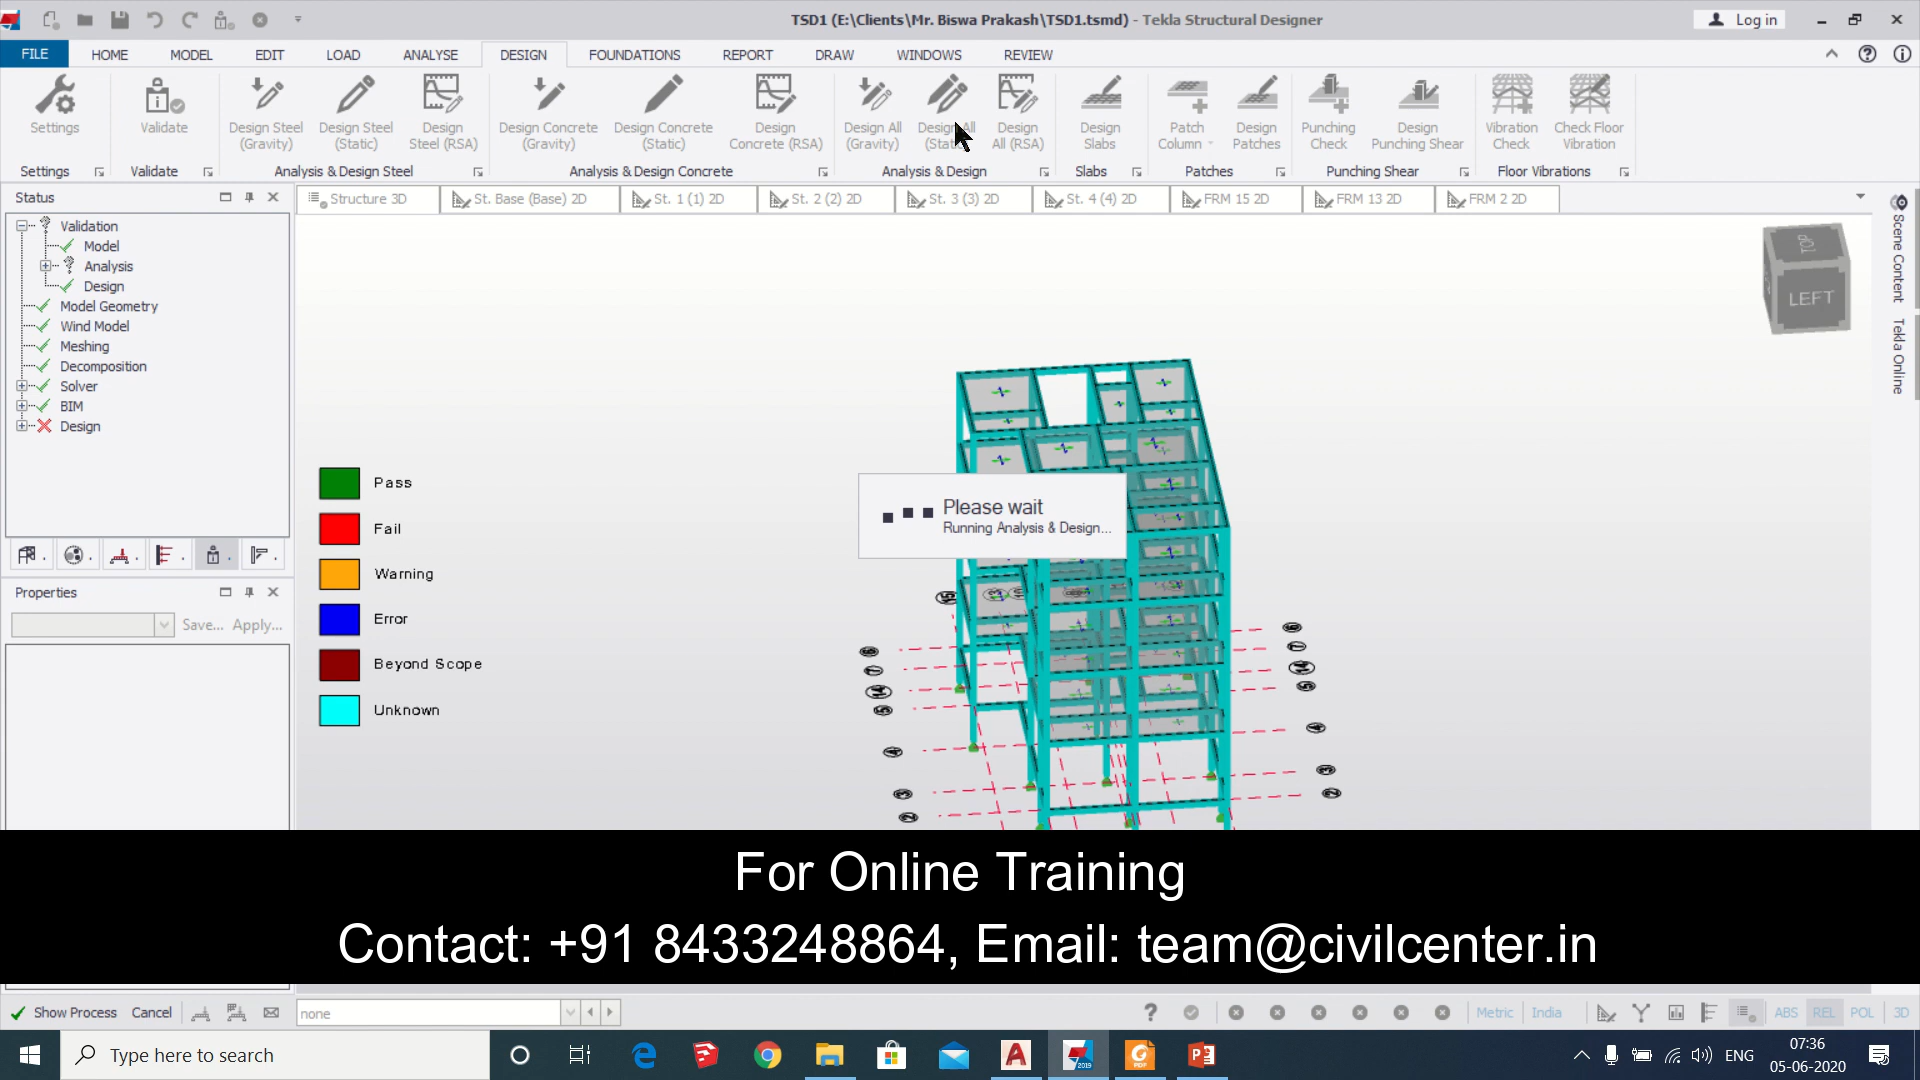 TSD1 (E:\Clients\Mr. Biswa Prakash\TSD1.tsmd) - Tekla Structural Designer
Log in
FILE HOME MODEL EDIT LOAD ANALYSE DESIGN FOUNDATIONS REPORT DRAW WINDOWS REVIEW
Settings
Validate
Design Steel (Gravity)
Design Steel (Static)
Design Steel (RSA)
Design Concrete (Gravity)
Design Concrete (Static)
Design Concrete (RSA)
Design All (Gravity)
Design All
Design All (RSA)
Design Slabs
Patch Column
Design Patches
Punching Check
Design Punching Shear
Vibration Check
Check Floor Vibration
Settings Validate Analysis & Design Steel Analysis & Design Concrete Analysis & Design Slabs Patches Punching Shear Floor Vibrations
Status
Structure 3D St. Base (Base) 2D St. 1 (1) 2D St. 2 (2) 2D St. 3 (3) 2D St. 4 (4) 2D FRM 15 2D FRM 13 2D FRM 2 2D
Validation
Model
Analysis
Design
Model Geometry
Wind Model
Meshing
Decomposition
Solver
BIM
Design
Scene Content
Tekla Online
TOP
LEFT
Pass
Fail
Warning
Error
Beyond Scope
Unknown
Please wait
Running Analysis & Design...
Properties
Save... Apply...
For Online Training
Contact: +91 8433248864, Email: team@civilcenter.in
Show Process Cancel none Metric India ABS REL POL 3D
Type here to search
2019
PDF
ENG
07:36
05-06-2020